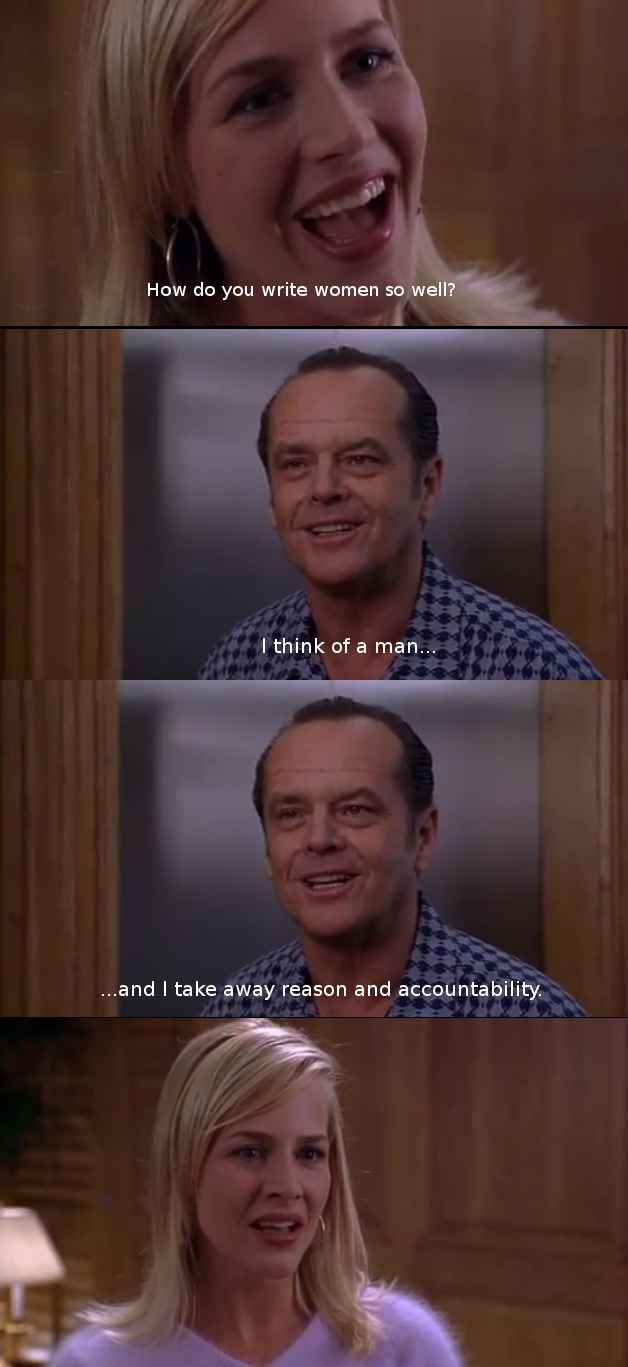 How do you write women so well?
I think of a man...
...and I take away reason and accountability.